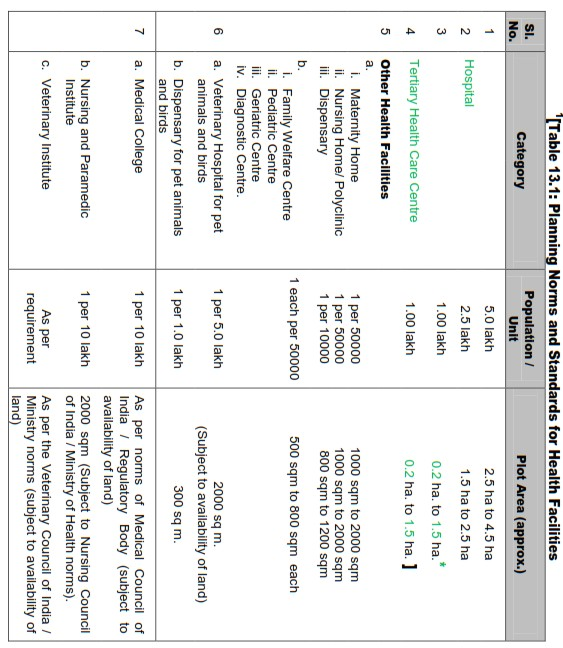 ¹[Table 13.1: Planning Norms and Standards for Health Facilities
Sl. No. Category Population / Unit Plot Area (approx.)
1 5.0 lakh 2.5 ha to 4.5 ha
2 Hospital 2.5 lakh 1.5 ha to 2.5 ha
3 1.00 lakh 0.2 ha. to 1.5 ha.*
4 Tertiary Health Care Centre 1.00 lakh 0.2 ha. to 1.5 ha. ]
5 Other Health Facilities
a.
i. Maternity Home 1 per 50000 1000 sqm to 2000 sqm
ii. Nursing Home/ Polyclinic 1 per 50000 1000 sqm to 2000 sqm
iii. Dispensary 1 per 10000 800 sqm to 1200 sqm
b.
i. Family Welfare Centre 1 each per 50000 500 sqm to 800 sqm each
ii. Pediatric Centre
iii. Geriatric Centre
iv. Diagnostic Centre.
6 a. Veterinary Hospital for pet 1 per 5.0 lakh 2000 sq m.
animals and birds (Subject to availability of land)
b. Dispensary for pet animals 1 per 1.0 lakh 300 sq m.
and birds
7 a. Medical College 1 per 10 lakh As per norms of Medical Council of
India / Regulatory Body (subject to
availability of land)
b. Nursing and Paramedic 1 per 10 lakh 2000 sqm (Subject to Nursing Council
Institute of India / Ministry of Health norms).
c. Veterinary Institute As per As per the Veterinary Council of India /
requirement Ministry norms (subject to availability of
land)